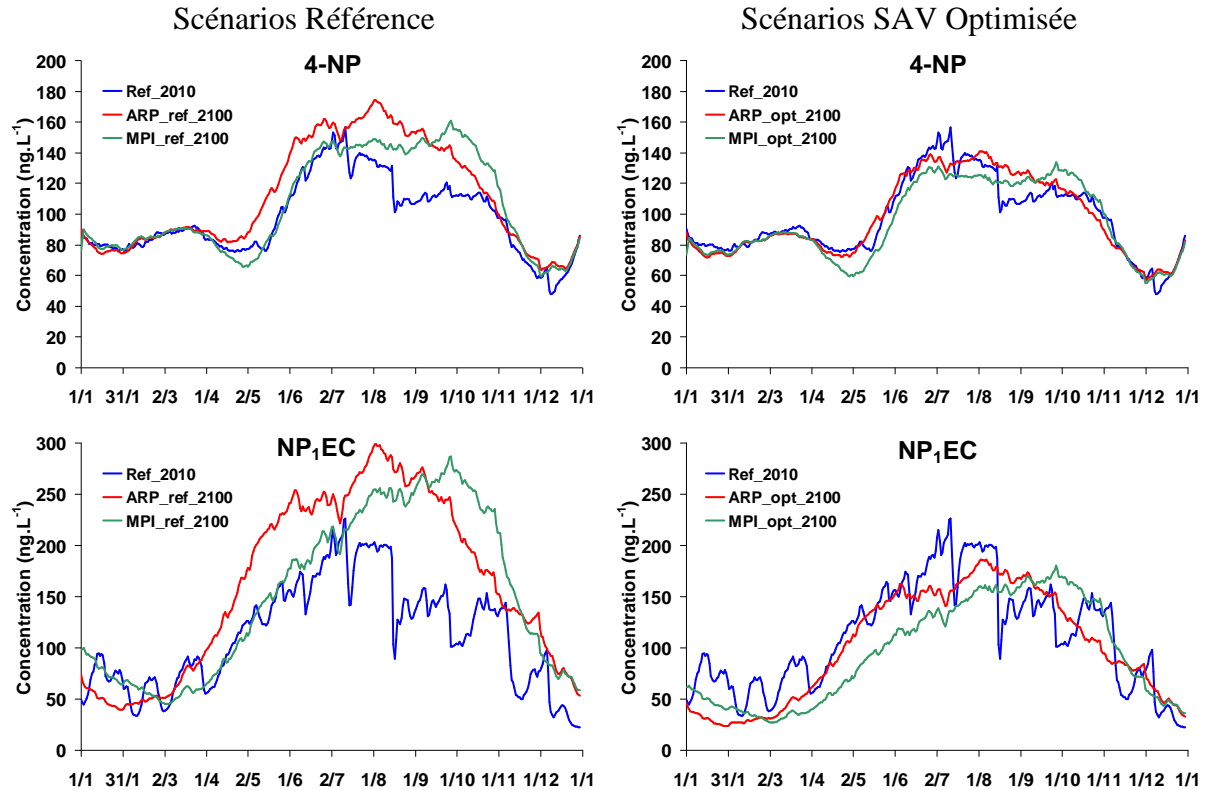 Scénarios Référence
Scénarios SAV Optimisée
4-NP
Ref_2010
ARP_ref_2100
MPI_ref_2100
Concentration (ng.L⁻¹)
200
180
160
140
120
100
80
60
40
20
0
1/1 31/1 2/3 1/4 2/5 1/6 2/7 1/8 1/9 1/10 1/11 1/12 1/1
4-NP
Ref_2010
ARP_opt_2100
MPI_opt_2100
Concentration (ng.L⁻¹)
200
180
160
140
120
100
80
60
40
20
0
1/1 31/1 2/3 1/4 2/5 1/6 2/7 1/8 1/9 1/10 1/11 1/12 1/1
NP₁EC
Ref_2010
ARP_ref_2100
MPI_ref_2100
Concentration (ng.L⁻¹)
300
250
200
150
100
50
0
1/1 31/1 2/3 1/4 2/5 1/6 2/7 1/8 1/9 1/10 1/11 1/12 1/1
NP₁EC
Ref_2010
ARP_opt_2100
MPI_opt_2100
Concentration (ng.L⁻¹)
300
250
200
150
100
50
0
1/1 31/1 2/3 1/4 2/5 1/6 2/7 1/8 1/9 1/10 1/11 1/12 1/1